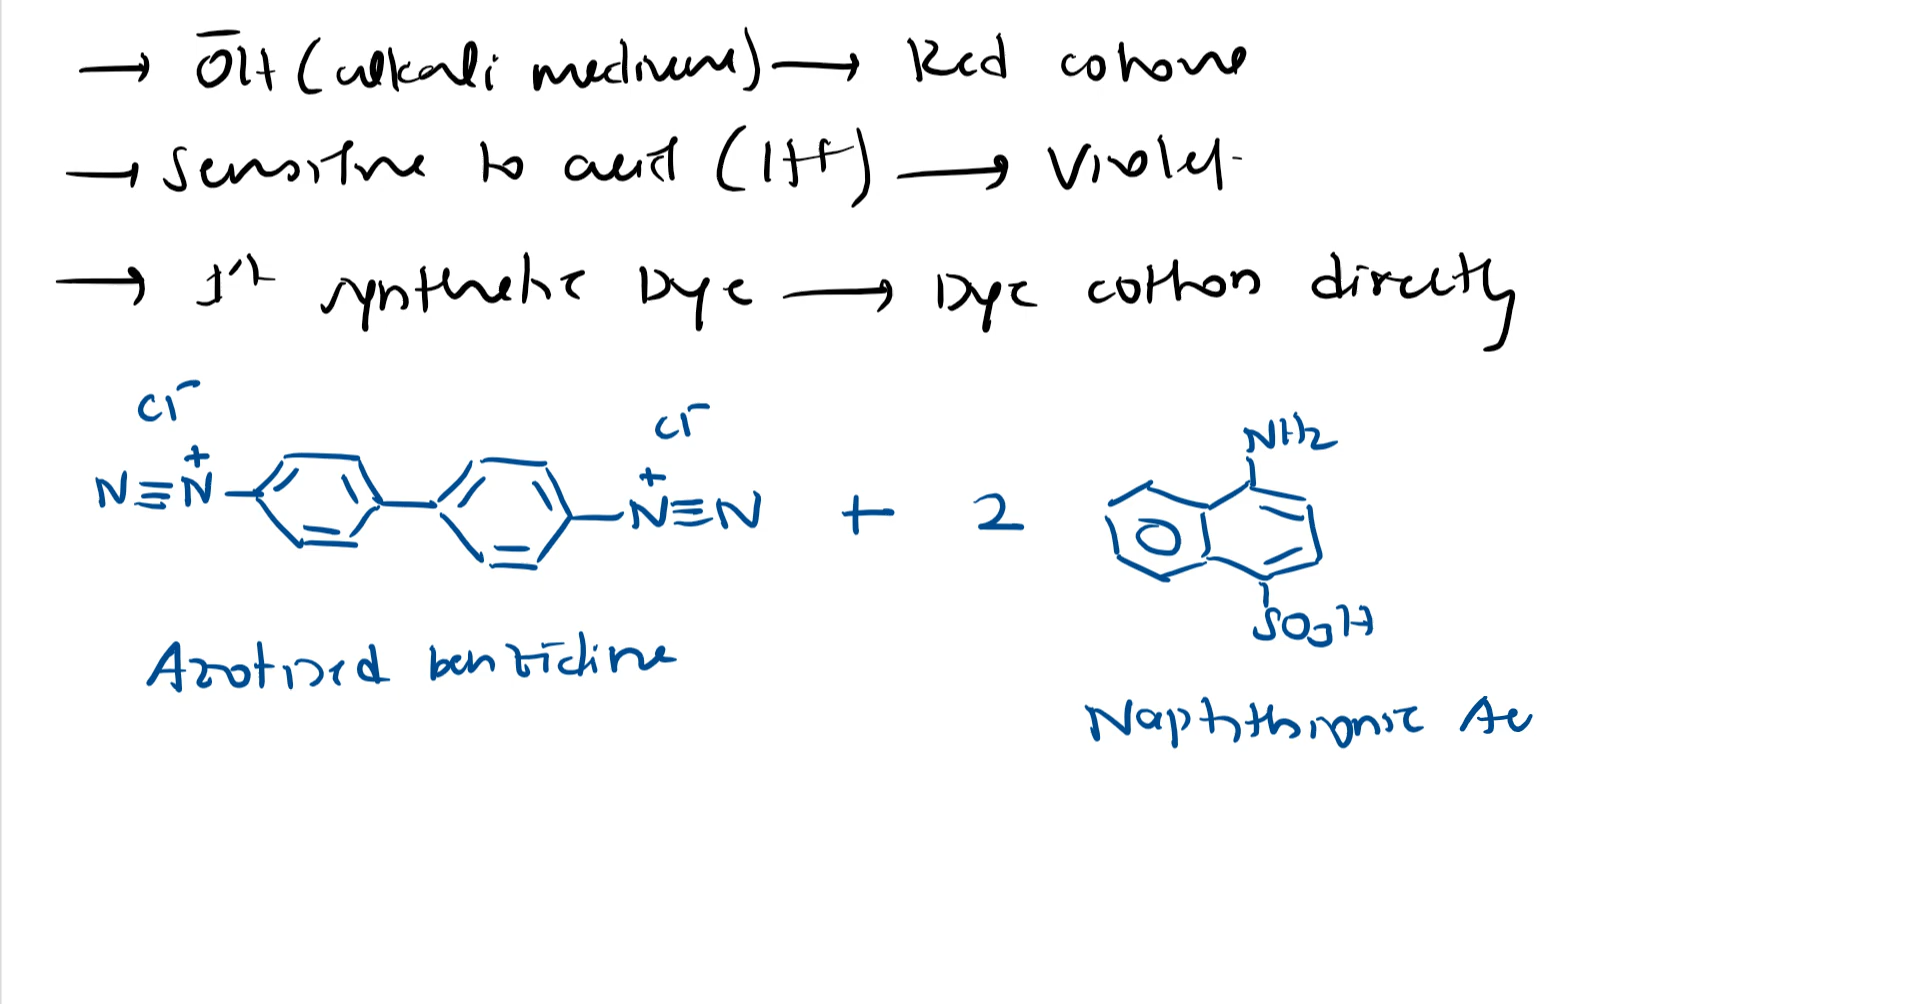 → OH (alkali medium) → Red colour
→ Sensitive to acid (H+) → Violet
→ 1st synthetic Dye → Dye cotton directly
Cl- Cl- NH2
N≡N+ N+≡N + 2
SO3H
Azotised benzidine
Naphthionic Ac